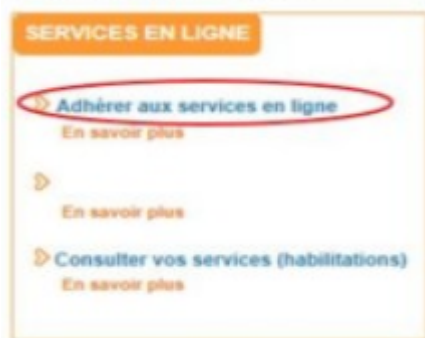 SERVICES EN LIGNE
Adhérer aux services en ligne
En savoir plus
En savoir plus
Consulter vos services (habilitations)
En savoir plus